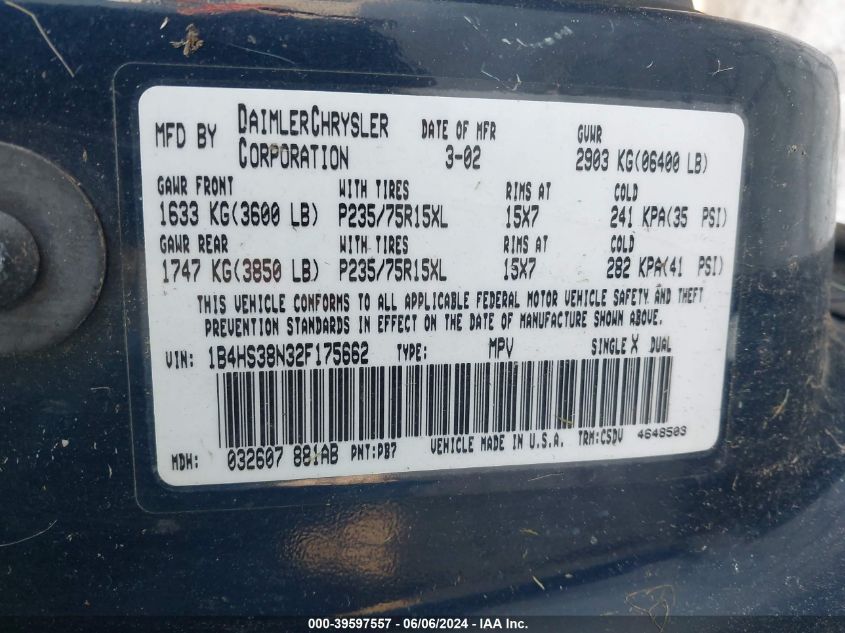 MFD BY DAIMLERCHRYSLER CORPORATION DATE OF MFR 3-02 GVWR 2903 KG(06400 LB)
GAWR FRONT WITH TIRES RIMS AT COLD
1633 KG(3600 LB) P235/75R15XL 15X7 241 KPA(35 PSI)
GAWR REAR WITH TIRES RIMS AT COLD
1747 KG(3850 LB) P235/75R15XL 15X7 282 KPA(41 PSI)
THIS VEHICLE CONFORMS TO ALL APPLICABLE FEDERAL MOTOR VEHICLE SAFETY AND THEFT
PREVENTION STANDARDS IN EFFECT ON THE DATE OF MANUFACTURE SHOWN ABOVE.
VIN: 1B4HS38N32F175662 TYPE: MPV SINGLE X DUAL
MDH: 032607 881AB PNT:PB7 VEHICLE MADE IN U.S.A. TRM:C5DV 4648503
000-39597557 - 06/06/2024 - IAA Inc.